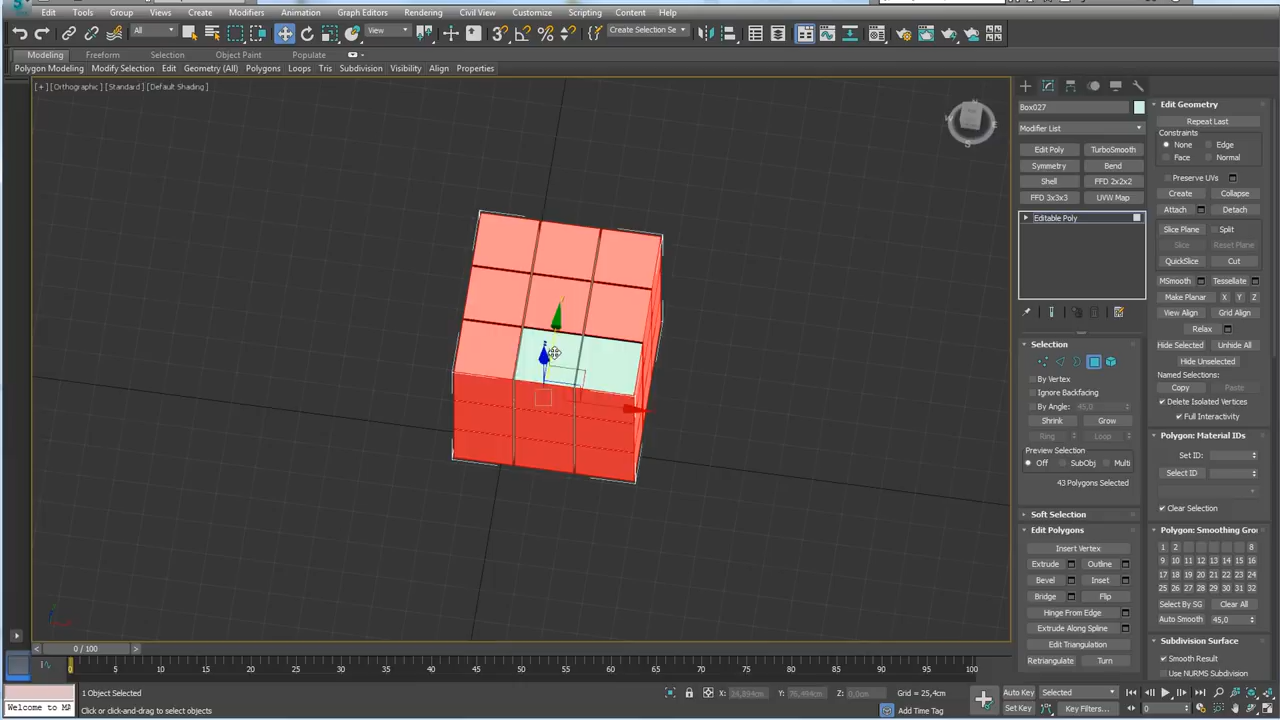 Edit Tools Group Views Create Modifiers Animation Graph Editors Rendering Civil View Customize Scripting Content Help
All View Create Selection Se
Modeling Freeform Selection Object Paint Populate
Polygon Modeling Modify Selection Edit Geometry (All) Polygons Loops Tris Subdivision Visibility Align Properties
[+] [Orthographic] [Standard] [Default Shading]
Box027
Modifier List
Edit Poly TurboSmooth
Symmetry Bend
Shell FFD 2x2x2
FFD 3x3x3 UVW Map
Editable Poly
Selection
By Vertex
Ignore Backfacing
By Angle: 45,0
Shrink Grow
Ring Loop
Preview Selection
Off SubObj Multi
43 Polygons Selected
Soft Selection
Edit Polygons
Insert Vertex
Extrude Outline
Bevel Inset
Bridge Flip
Hinge From Edge
Extrude Along Spline
Edit Triangulation
Retriangulate Turn
Edit Geometry
Repeat Last
Constraints
None Edge
Face Normal
Preserve UVs
Create Collapse
Attach Detach
Slice Plane Split
Slice Reset Plane
QuickSlice Cut
MSmooth Tessellate
Make Planar X Y Z
View Align Grid Align
Relax
Hide Selected Unhide All
Hide Unselected
Named Selections:
Copy Paste
Delete Isolated Vertices
Full Interactivity
Polygon: Material IDs
Set ID:
Select ID
Clear Selection
Polygon: Smoothing Grou
1 2 8
9 10 11 12 13 14 15 16
17 18 19 20 21 22 23 24
25 26 27 28 29 30 31 32
Select By SG Clear All
Auto Smooth 45,0
Subdivision Surface
Smooth Result
Use NURMS Subdivision
0 / 100
0 5 10 15 20 25 30 35 40 45 50 55 60 65 70 75 80 85 90 95 100
1 Object Selected X: Y: Z: 0,0cm Grid = 25,4cm Auto Key Selected
Welcome to MA Click or click-and-drag to select objects Add Time Tag Set Key Key Filters... 0